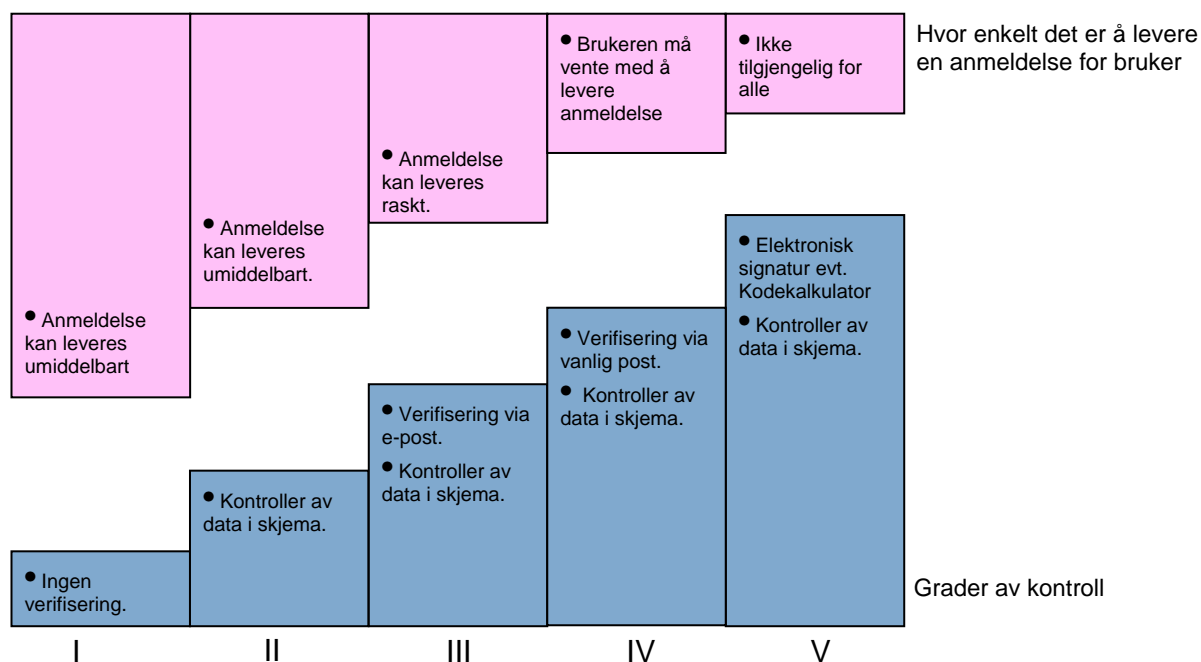 Hvor enkelt det er å levere
en anmeldelse for bruker
• Anmeldelse
kan leveres
umiddelbart
• Anmeldelse
kan leveres
umiddelbart.
• Anmeldelse
kan leveres
raskt.
• Brukeren må
vente med å
levere
anmeldelse
• Ikke
tilgjengelig for
alle
• Ingen
verifisering.
• Kontroller av
data i skjema.
• Verifisering via
e-post.
• Kontroller av
data i skjema.
• Verifisering via
vanlig post.
• Kontroller av
data i skjema.
• Elektronisk
signatur evt.
Kodekalkulator
• Kontroller av
data i skjema.
Grader av kontroll
I II III IV V